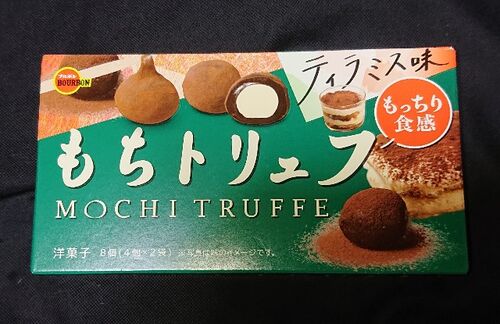 ブルボン
BOURBON
ティラミス味
もっちり
食感
もちトリュフ
MOCHI TRUFFE
洋菓子 8個(4個×2袋) ※写真は味のイメージです。